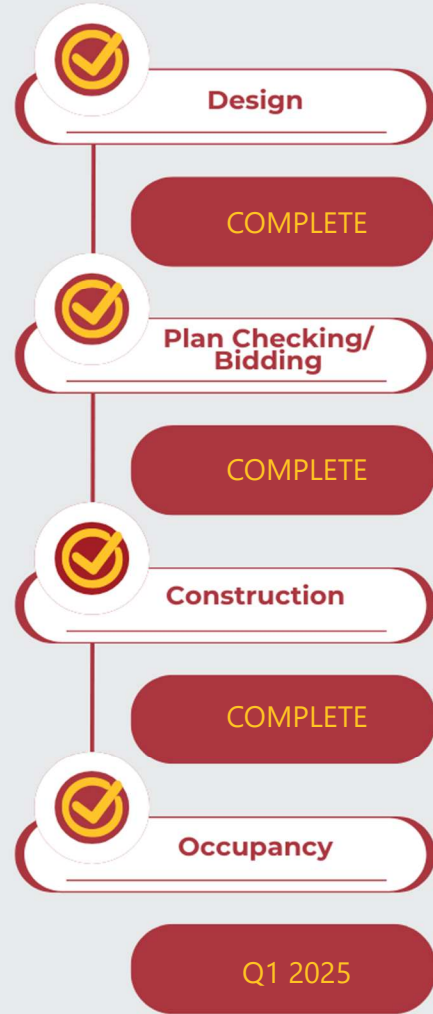 Design
COMPLETE
Plan Checking/
Bidding
COMPLETE
Construction
COMPLETE
Occupancy
Q1 2025